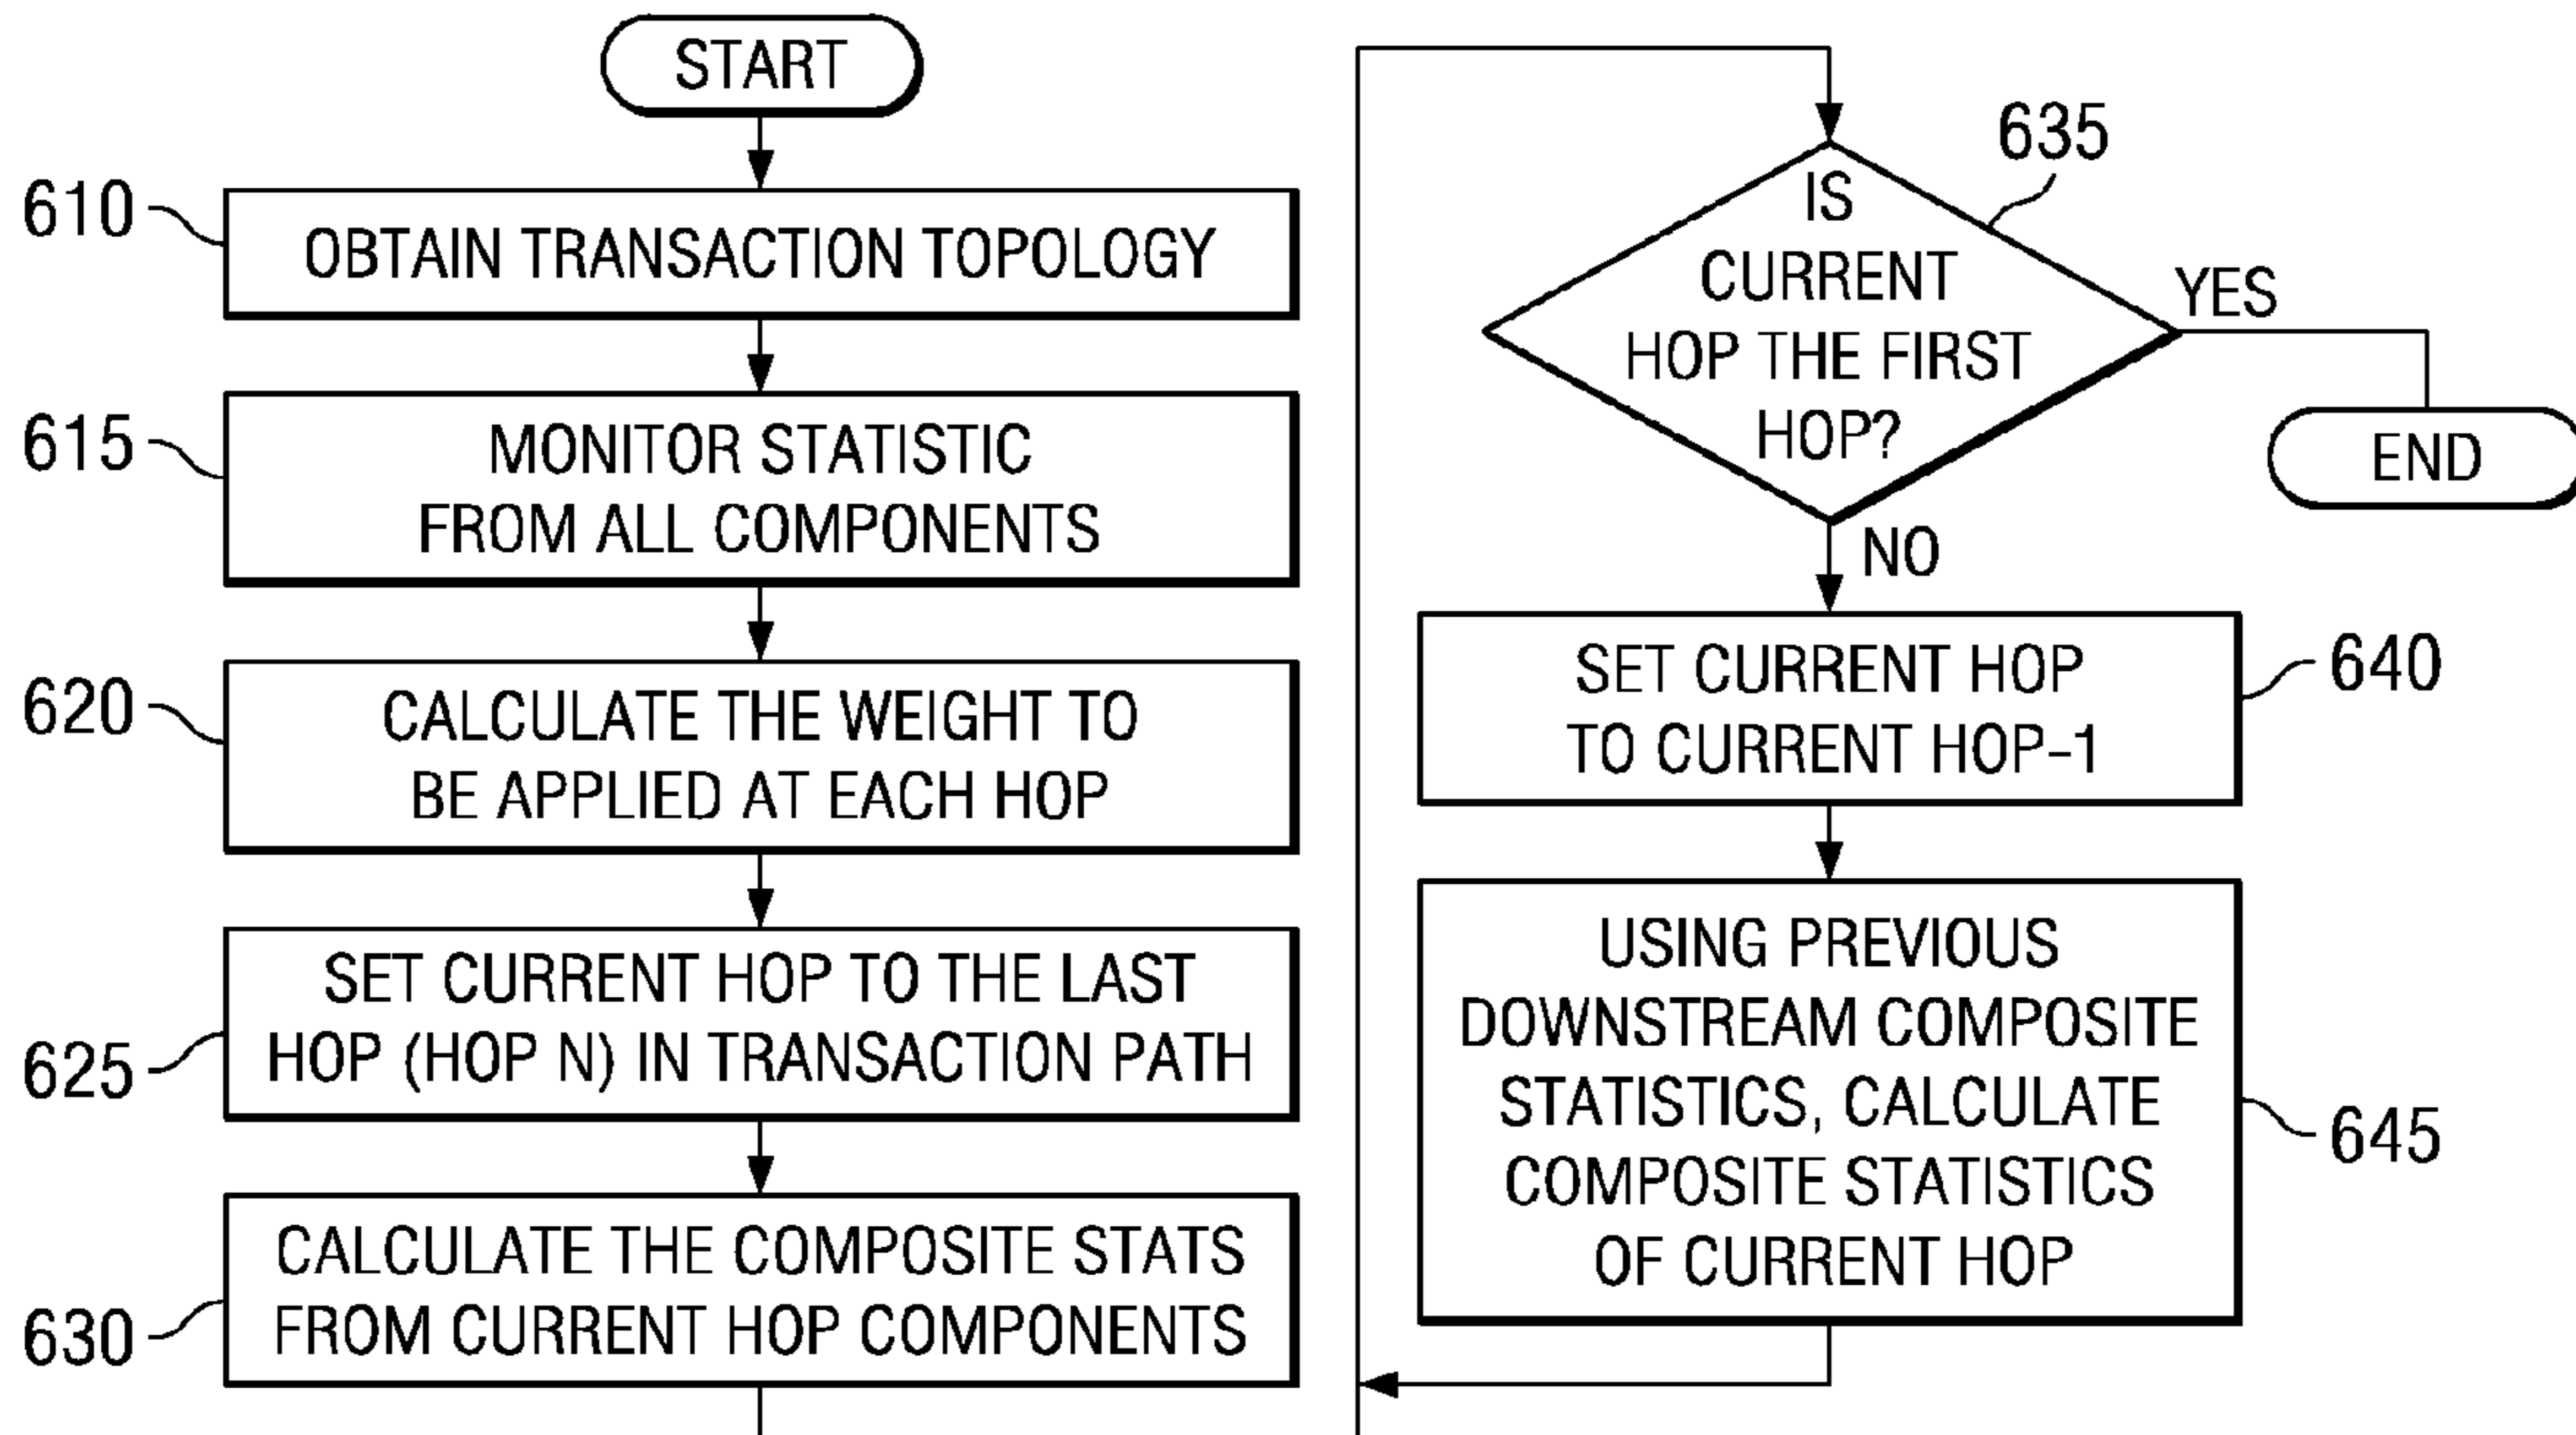 START
610
OBTAIN TRANSACTION TOPOLOGY
615
MONITOR STATISTIC
FROM ALL COMPONENTS
620
CALCULATE THE WEIGHT TO
BE APPLIED AT EACH HOP
625
SET CURRENT HOP TO THE LAST
HOP (HOP N) IN TRANSACTION PATH
630
CALCULATE THE COMPOSITE STATS
FROM CURRENT HOP COMPONENTS
635
IS
CURRENT
HOP THE FIRST
HOP?
YES
END
NO
640
SET CURRENT HOP
TO CURRENT HOP-1
645
USING PREVIOUS
DOWNSTREAM COMPOSITE
STATISTICS, CALCULATE
COMPOSITE STATISTICS
OF CURRENT HOP